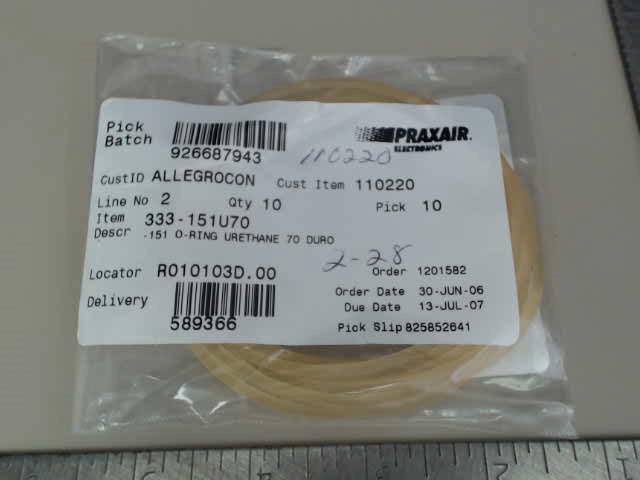 Pick Batch 926687943 110220 PRAXAIR. ELECTRONICS
CustID ALLEGROCON Cust Item 110220
Line No 2 Qty 10 Pick 10
Item 333-151U70
Descr .151 O-RING URETHANE 70 DURO
2-28
Locator R010103D.00 Order 1201582
Order Date 30-JUN-06
Delivery 589366 Due Date 13-JUL-07
Pick Slip 825852641